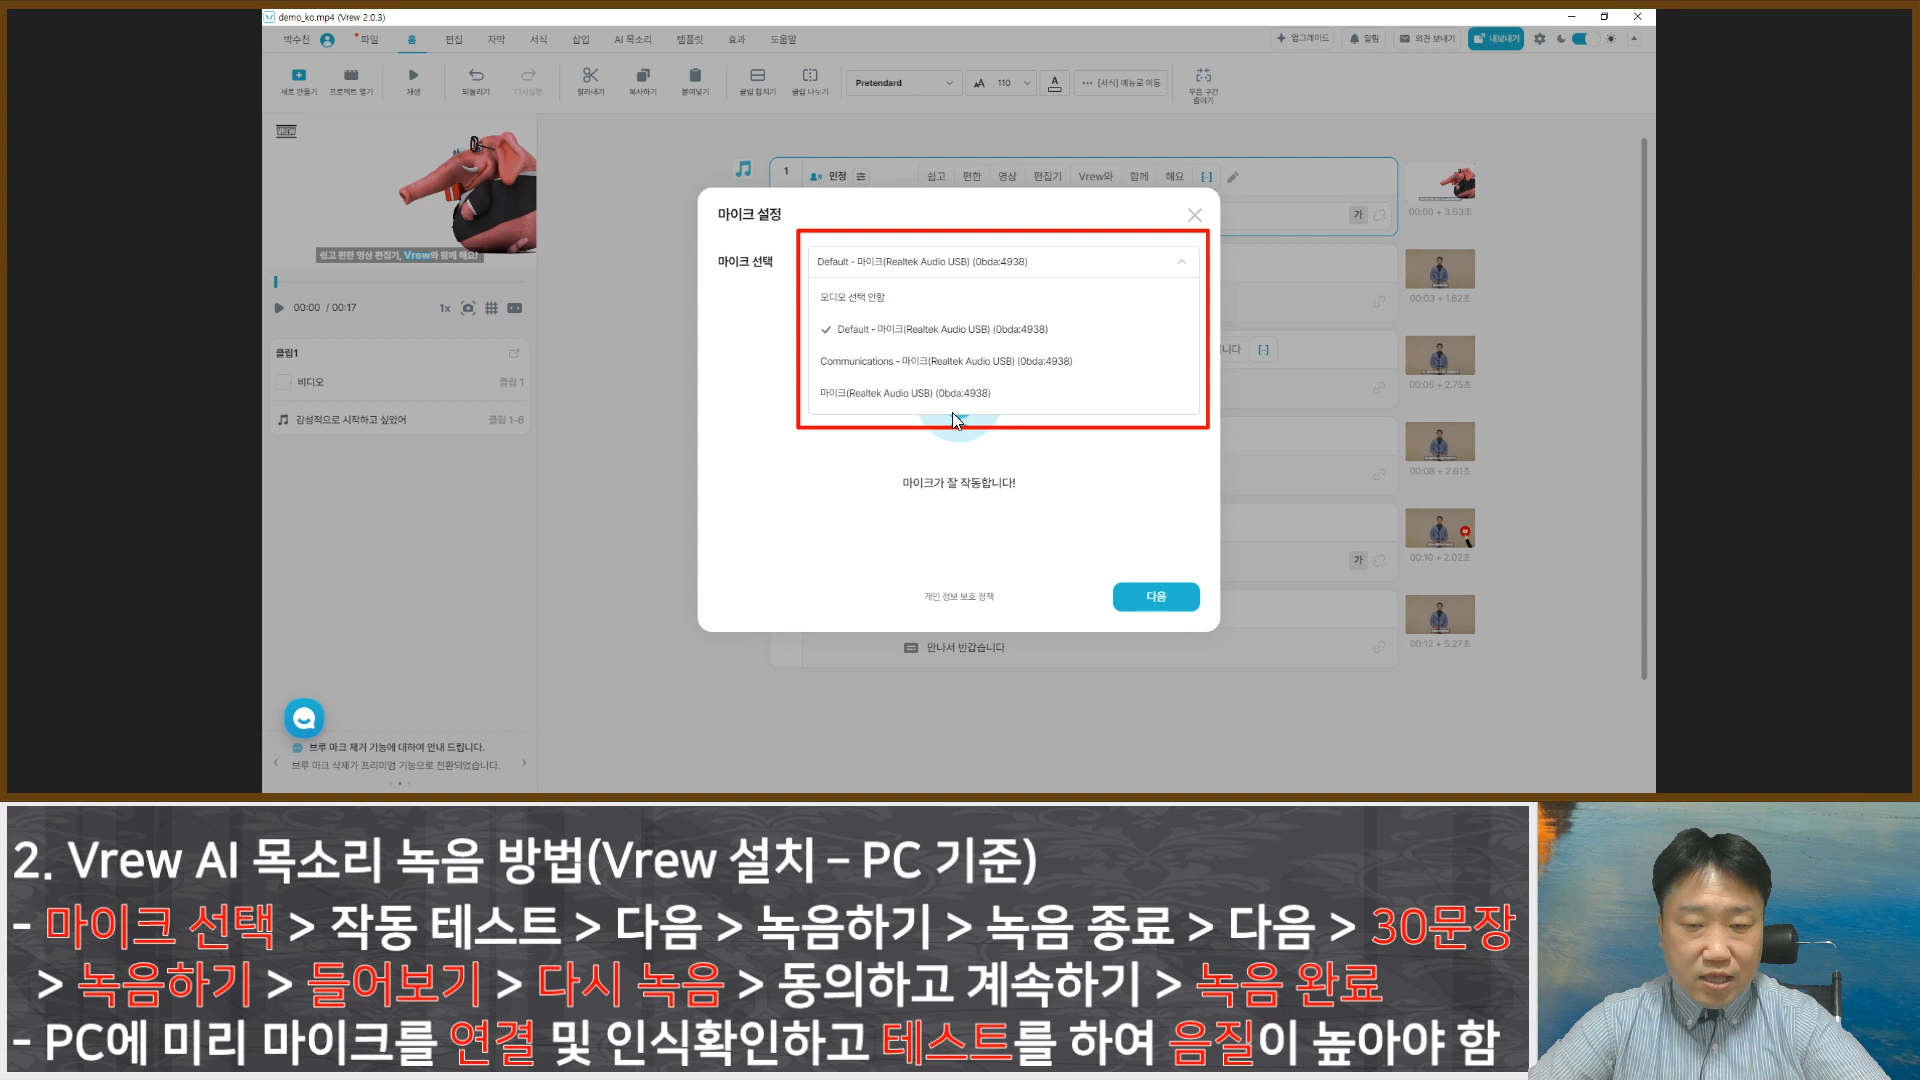 demo_ko.mp4 (Vrew 2.0.3)
박수천 파일 홈 편집 자막 서식 삽입 AI 목소리 템플릿 효과 도움말 업그레이드 알림 의견 보내기 내보내기
새로 만들기 프로젝트 열기 재생 되돌리기 다시실행 잘라내기 복사하기 붙여넣기 클립 합치기 클립 나누기 Pretendard 110 ··· [서식] 메뉴로 이동 무음 구간
줄이기
VREW
쉽고 편한 영상 편집기, Vrew와 함께 해요!
00:00 / 00:17 1x
클립1
비디오 클립 1
감성적으로 시작하고 싶었어 클립 1-6
브루 마크 제거 기능에 대하여 안내 드립니다.
브루 마크 삭제가 프리미엄 기능으로 전환되었습니다.
1 민정 쉽고 편한 영상 편집기 Vrew와 함께 해요 [··]
가
00:00 + 3.63초
00:03 + 1.62초
니다 [··]
00:05 + 2.75초
00:08 + 2.61초
가
00:10 + 2.02초
00:12 + 5.27초
만나서 반갑습니다
마이크 설정
마이크 선택
Default - 마이크(Realtek Audio USB) (0bda:4938)
오디오 선택 안함
Default - 마이크(Realtek Audio USB) (0bda:4938)
Communications - 마이크(Realtek Audio USB) (0bda:4938)
마이크(Realtek Audio USB) (0bda:4938)
마이크가 잘 작동합니다!
개인 정보 보호 정책
다음
2. Vrew AI 목소리 녹음 방법(Vrew 설치 – PC 기준)
- 마이크 선택 > 작동 테스트 > 다음 > 녹음하기 > 녹음 종료 > 다음 > 30문장
> 녹음하기 > 들어보기 > 다시 녹음 > 동의하고 계속하기 > 녹음 완료
- PC에 미리 마이크를 연결 및 인식확인하고 테스트를 하여 음질이 높아야 함